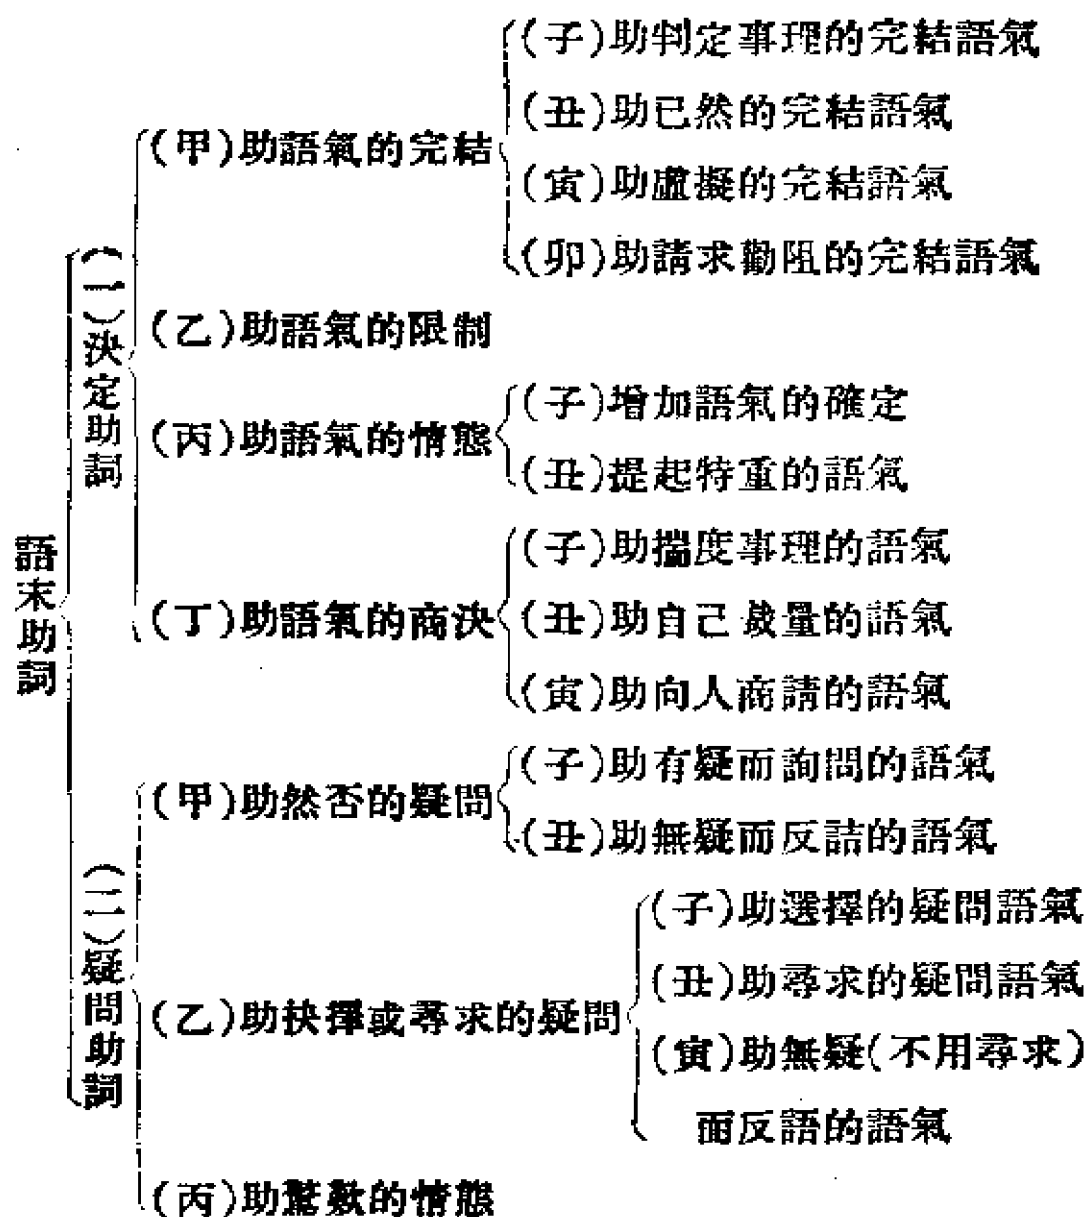 語末助詞
(一)決定助詞
(甲)助語氣的完結
(子)助判定事理的完結語氣
(丑)助已然的完結語氣
(寅)助虛擬的完結語氣
(卯)助請求勸阻的完結語氣
(乙)助語氣的限制
(丙)助語氣的情態
(子)增加語氣的確定
(丑)提起特重的語氣
(丁)助語氣的商決
(子)助揣度事理的語氣
(丑)助自己裁量的語氣
(寅)助向人商請的語氣
(二)疑問助詞
(甲)助然否的疑問
(子)助有疑而詢問的語氣
(丑)助無疑而反詰的語氣
(乙)助抉擇或尋求的疑問
(子)助選擇的疑問語氣
(丑)助尋求的疑問語氣
(寅)助無疑(不用尋求)
而反語的語氣
(丙)助驚歎的情態